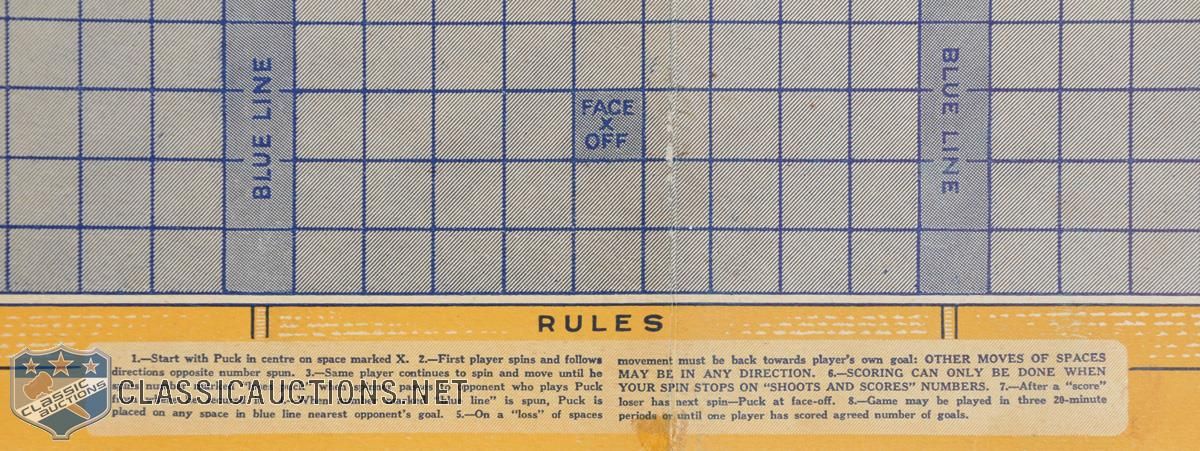 BLUE LINE
BLUE LINE
FACE
X
OFF
RULES
1.—Start with Puck in centre on space marked X. 2.—First player spins and follows
directions opposite number spun. 3.—Same player continues to spin and move until he
opponent who plays Puck
line" is spun, Puck is
placed on any space in blue line nearest opponent's goal. 5.—On a "loss" of spaces
movement must be back towards player's own goal: OTHER MOVES OF SPACES
MAY BE IN ANY DIRECTION. 6.—SCORING CAN ONLY BE DONE WHEN
YOUR SPIN STOPS ON "SHOOTS AND SCORES" NUMBERS. 7.—After a "score"
loser has next spin—Puck at face-off. 8.—Game may be played in three 20-minute
periods or until one player has scored agreed number of goals.
CLASSIC
AUCTIONS
CLASSICAUCTIONS.NET